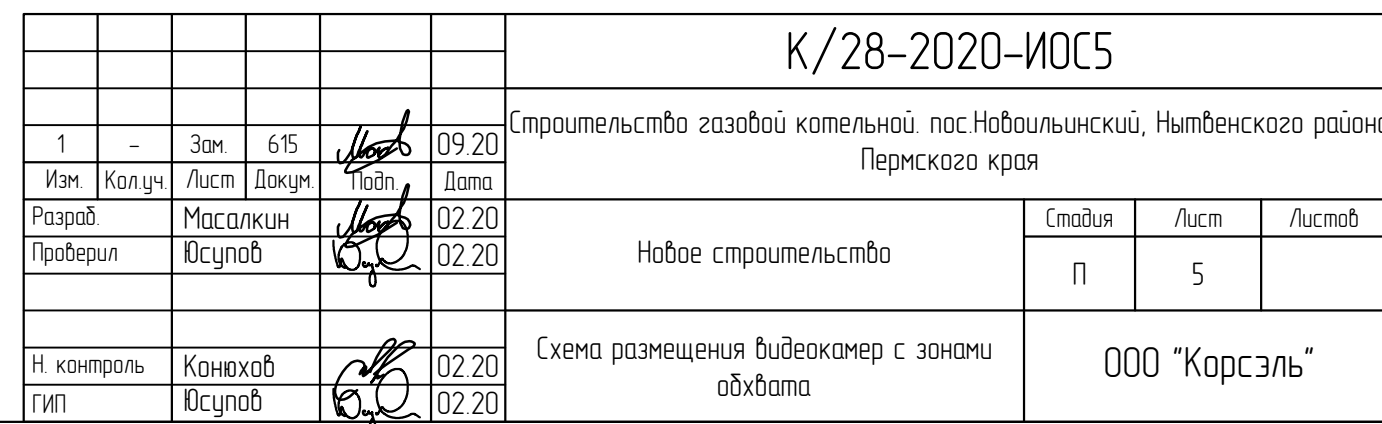 К/28-2020-ИОС5
Строительство газовой котельной. пос.Новоильинский, Нытвенского района
Пермского края
1 - Зам. 615 09.20
Изм. Кол.уч. Лист Докум. Подп. Дата
Разраб. Масалкин 02.20
Проверил Юсупов 02.20
Новое строительство
Стадия Лист Листов
П 5
Н. контроль Конюхов 02.20
ГИП Юсупов 02.20
Схема размещения видеокамер с зонами
обхвата
ООО "Корсэль"